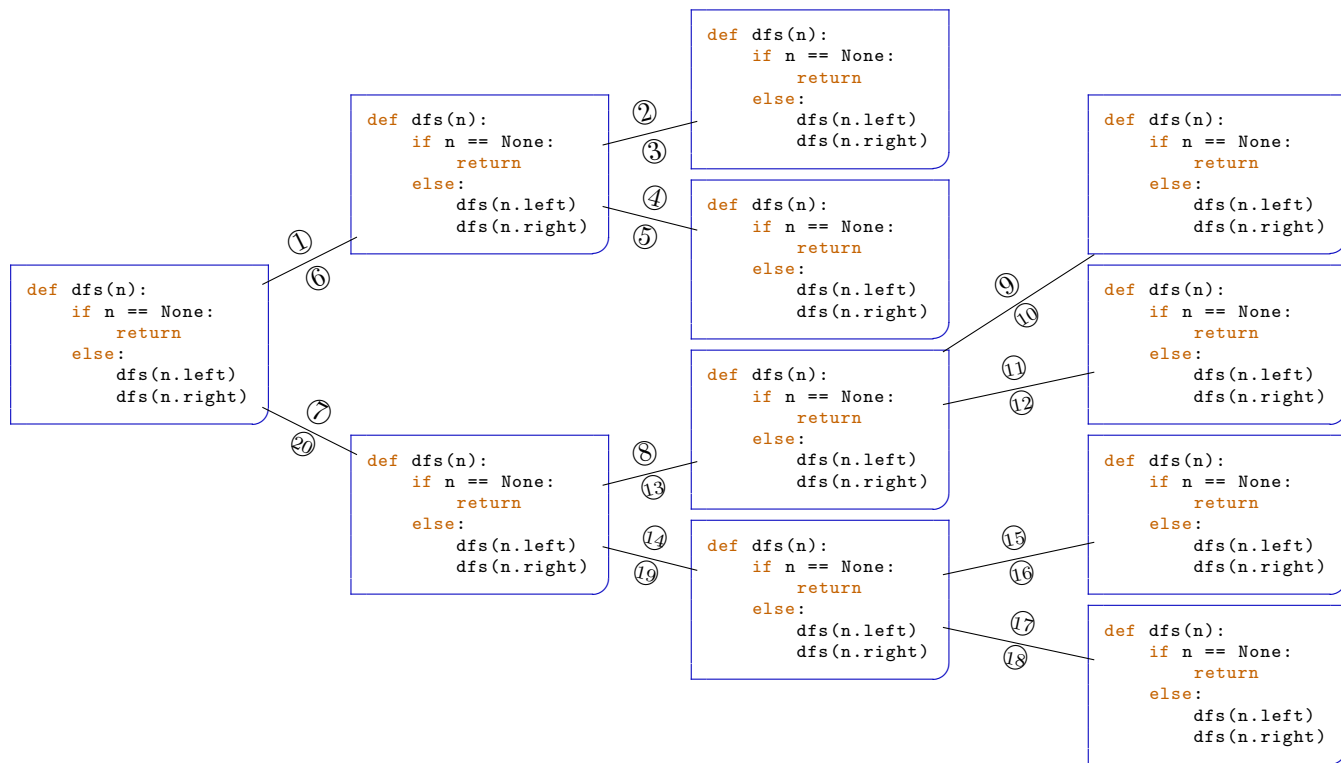 def dfs(n):
    if n == None:
        return
    else:
        dfs(n.left)
        dfs(n.right)
1
6
7
20
def dfs(n):
    if n == None:
        return
    else:
        dfs(n.left)
        dfs(n.right)
def dfs(n):
    if n == None:
        return
    else:
        dfs(n.left)
        dfs(n.right)
2
3
4
5
8
13
14
19
def dfs(n):
    if n == None:
        return
    else:
        dfs(n.left)
        dfs(n.right)
def dfs(n):
    if n == None:
        return
    else:
        dfs(n.left)
        dfs(n.right)
def dfs(n):
    if n == None:
        return
    else:
        dfs(n.left)
        dfs(n.right)
def dfs(n):
    if n == None:
        return
    else:
        dfs(n.left)
        dfs(n.right)
9
10
11
12
15
16
17
18
def dfs(n):
    if n == None:
        return
    else:
        dfs(n.left)
        dfs(n.right)
def dfs(n):
    if n == None:
        return
    else:
        dfs(n.left)
        dfs(n.right)
def dfs(n):
    if n == None:
        return
    else:
        dfs(n.left)
        dfs(n.right)
def dfs(n):
    if n == None:
        return
    else:
        dfs(n.left)
        dfs(n.right)